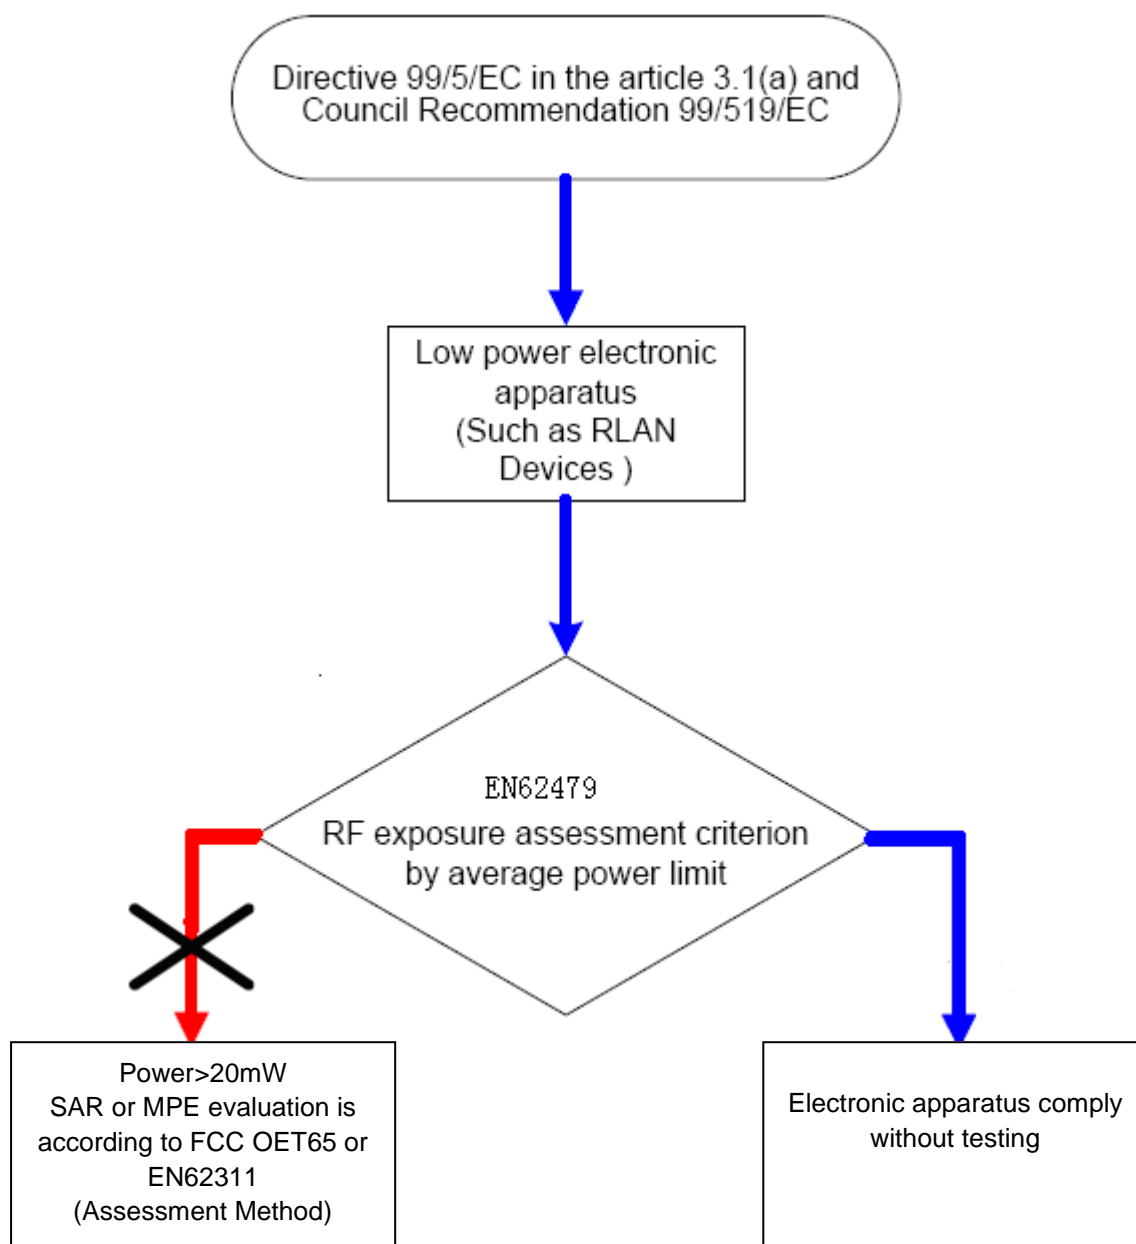 Directive 99/5/EC in the article 3.1(a) and
Council Recommendation 99/519/EC
Low power electronic
apparatus
(Such as RLAN
Devices )
EN62479
RF exposure assessment criterion
by average power limit
Power>20mW
SAR or MPE evaluation is
according to FCC OET65 or
EN62311
(Assessment Method)
Electronic apparatus comply
without testing